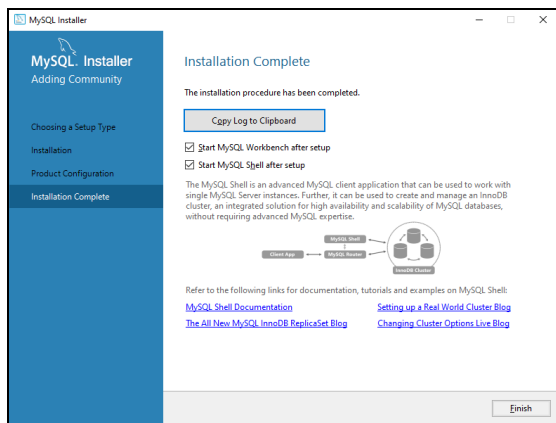 MySQL Installer
MySQL. Installer
Adding Community
Choosing a Setup Type
Installation
Product Configuration
Installation Complete
Installation Complete
The installation procedure has been completed.
Copy Log to Clipboard
Start MySQL Workbench after setup
Start MySQL Shell after setup
The MySQL Shell is an advanced MySQL client application that can be used to work with
single MySQL Server instances. Further, it can be used to create and manage an InnoDB
cluster, an integrated solution for high availability and scalability of MySQL databases,
without requiring advanced MySQL expertise.
MySQL Shell
Client App
MySQL Router
InnoDB Cluster
Refer to the following links for documentation, tutorials and examples on MySQL Shell:
MySQL Shell Documentation
Setting up a Real World Cluster Blog
The All New MySQL InnoDB ReplicaSet Blog
Changing Cluster Options Live Blog
Finish